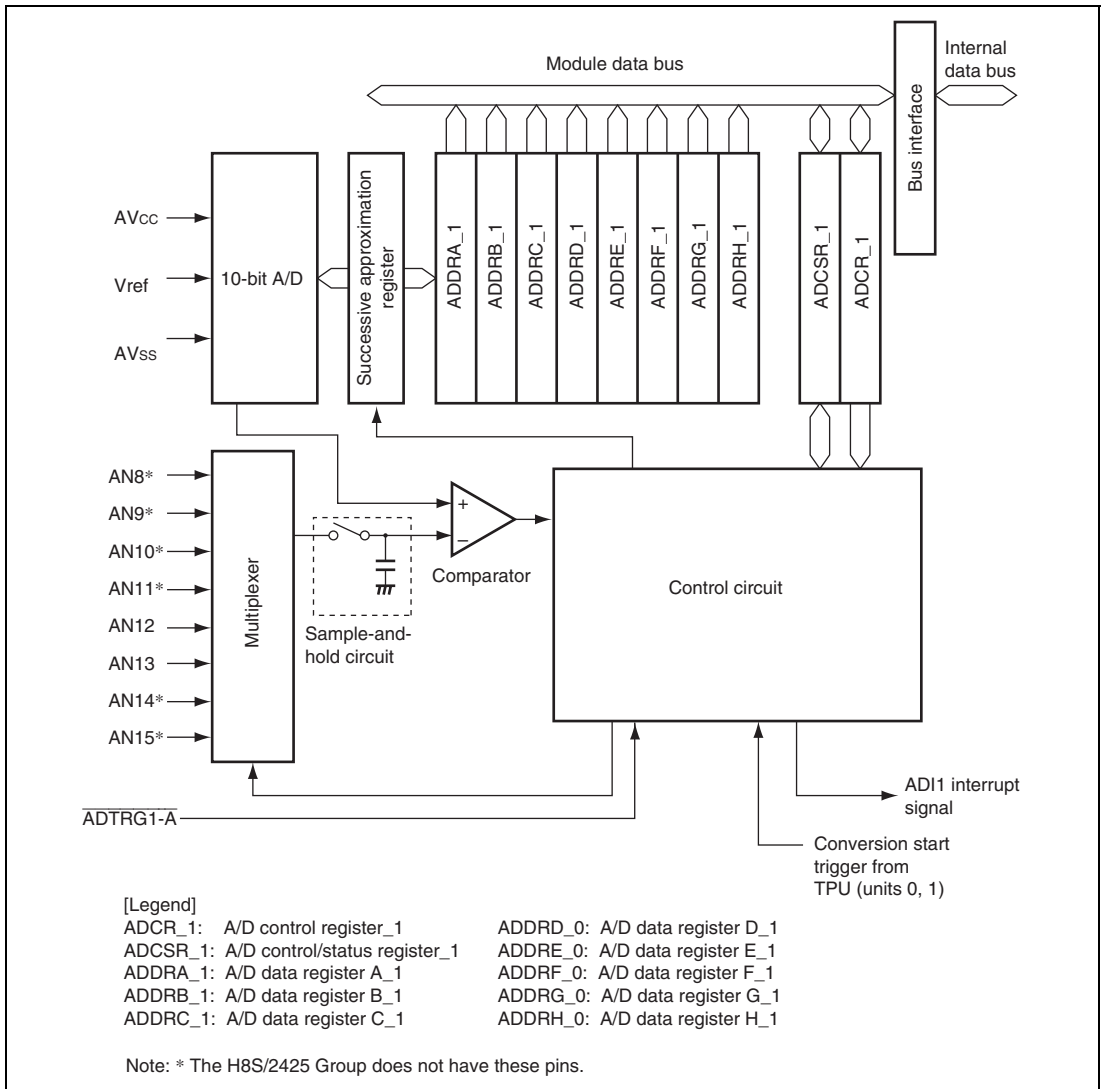 Module data bus
Internal
data bus
Bus interface
AVCC
Vref
AVSS
10-bit A/D
Successive approximation
register
ADDRA_1
ADDRB_1
ADDRC_1
ADDRD_1
ADDRE_1
ADDRF_1
ADDRG_1
ADDRH_1
ADCSR_1
ADCR_1
AN8*
AN9*
AN10*
AN11*
AN12
AN13
AN14*
AN15*
Multiplexer
+
−
Comparator
Sample-and-
hold circuit
Control circuit
ADTRG1-A
ADI1 interrupt
signal
Conversion start
trigger from
TPU (units 0, 1)
[Legend]
ADCR_1: A/D control register_1
ADCSR_1: A/D control/status register_1
ADDRA_1: A/D data register A_1
ADDRB_1: A/D data register B_1
ADDRC_1: A/D data register C_1
ADDRD_0: A/D data register D_1
ADDRE_0: A/D data register E_1
ADDRF_0: A/D data register F_1
ADDRG_0: A/D data register G_1
ADDRH_0: A/D data register H_1
Note: * The H8S/2425 Group does not have these pins.